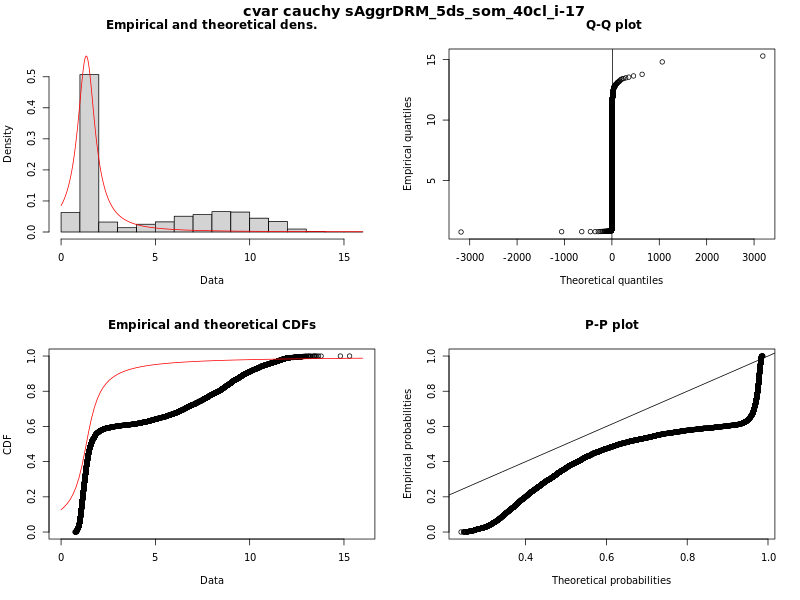 cvar cauchy sAggrDRM_5ds_som_40cl_i-17
Empirical and theoretical dens.
Density
0.0 0.1 0.2 0.3 0.4 0.5
0 5 10 15
Data
Q-Q plot
Empirical quantiles
5 10 15
-3000 -2000 -1000 0 1000 2000 3000
Theoretical quantiles
Empirical and theoretical CDFs
CDF
0.0 0.2 0.4 0.6 0.8 1.0
0 5 10 15
Data
P-P plot
Empirical probabilities
0.0 0.2 0.4 0.6 0.8 1.0
0.4 0.6 0.8 1.0
Theoretical probabilities